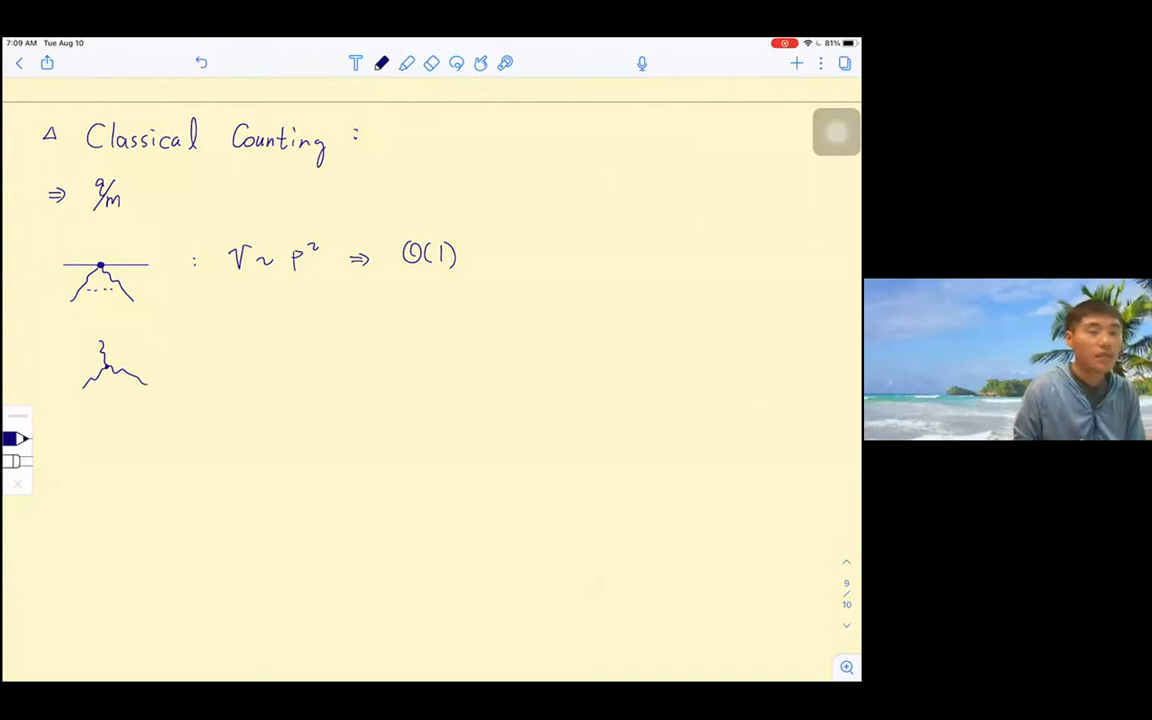 7:09 AM Tue Aug 10
81%
△ Classical Counting :
⇒ q/m
: V ~ p² ⇒ O(1)
9
/
10